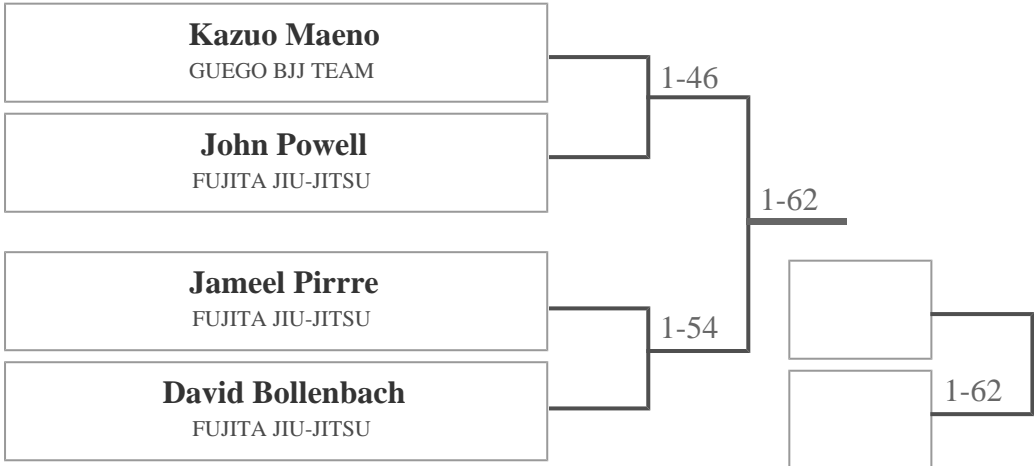 Kazuo Maeno
GUEGO BJJ TEAM
1-46
John Powell
FUJITA JIU-JITSU
1-62
Jameel Pirrre
FUJITA JIU-JITSU
1-54
David Bollenbach
FUJITA JIU-JITSU
1-62